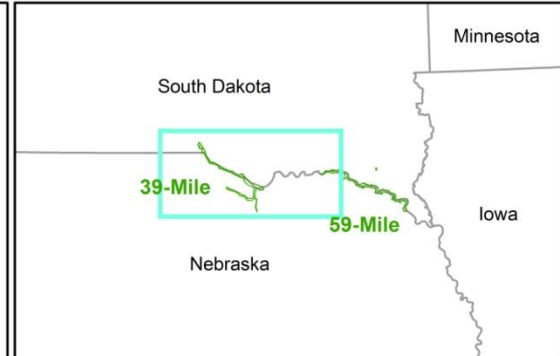 Minnesota
South Dakota
39-Mile
Iowa
59-Mile
Nebraska